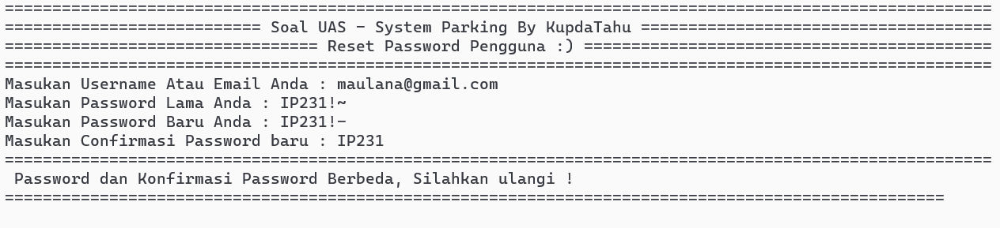 ========================================================================================================
=========================== Soal UAS - System Parking By KupdaTahu =====================================
================================= Reset Password Pengguna :) ===========================================
========================================================================================================
Masukan Username Atau Email Anda : maulana@gmail.com
Masukan Password Lama Anda : IP231!~
Masukan Password Baru Anda : IP231!-
Masukan Confirmasi Password baru : IP231
========================================================================================================
Password dan Konfirmasi Password Berbeda, Silahkan ulangi !
===================================================================================================